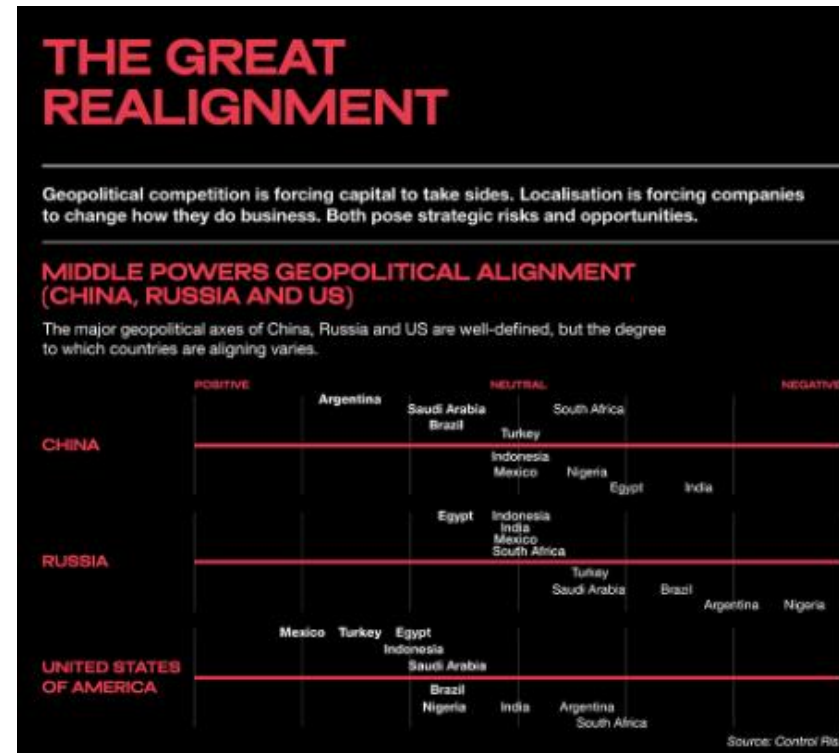 THE GREAT
REALIGNMENT
Geopolitical competition is forcing capital to take sides. Localisation is forcing companies
to change how they do business. Both pose strategic risks and opportunities.
MIDDLE POWERS GEOPOLITICAL ALIGNMENT
(CHINA, RUSSIA AND US)
The major geopolitical axes of China, Russia and US are well-defined, but the degree
to which countries are aligning varies.
POSITIVE NEUTRAL NEGATIVE
Argentina
Saudi Arabia South Africa
Brazil
Turkey
CHINA
Indonesia
Mexico Nigeria
Egypt India
Egypt Indonesia
India
Mexico
South Africa
RUSSIA
Turkey
Saudi Arabia Brazil
Argentina Nigeria
Mexico Turkey Egypt
Indonesia
Saudi Arabia
UNITED STATES
OF AMERICA
Brazil
Nigeria India Argentina
South Africa
Source: Control Ris